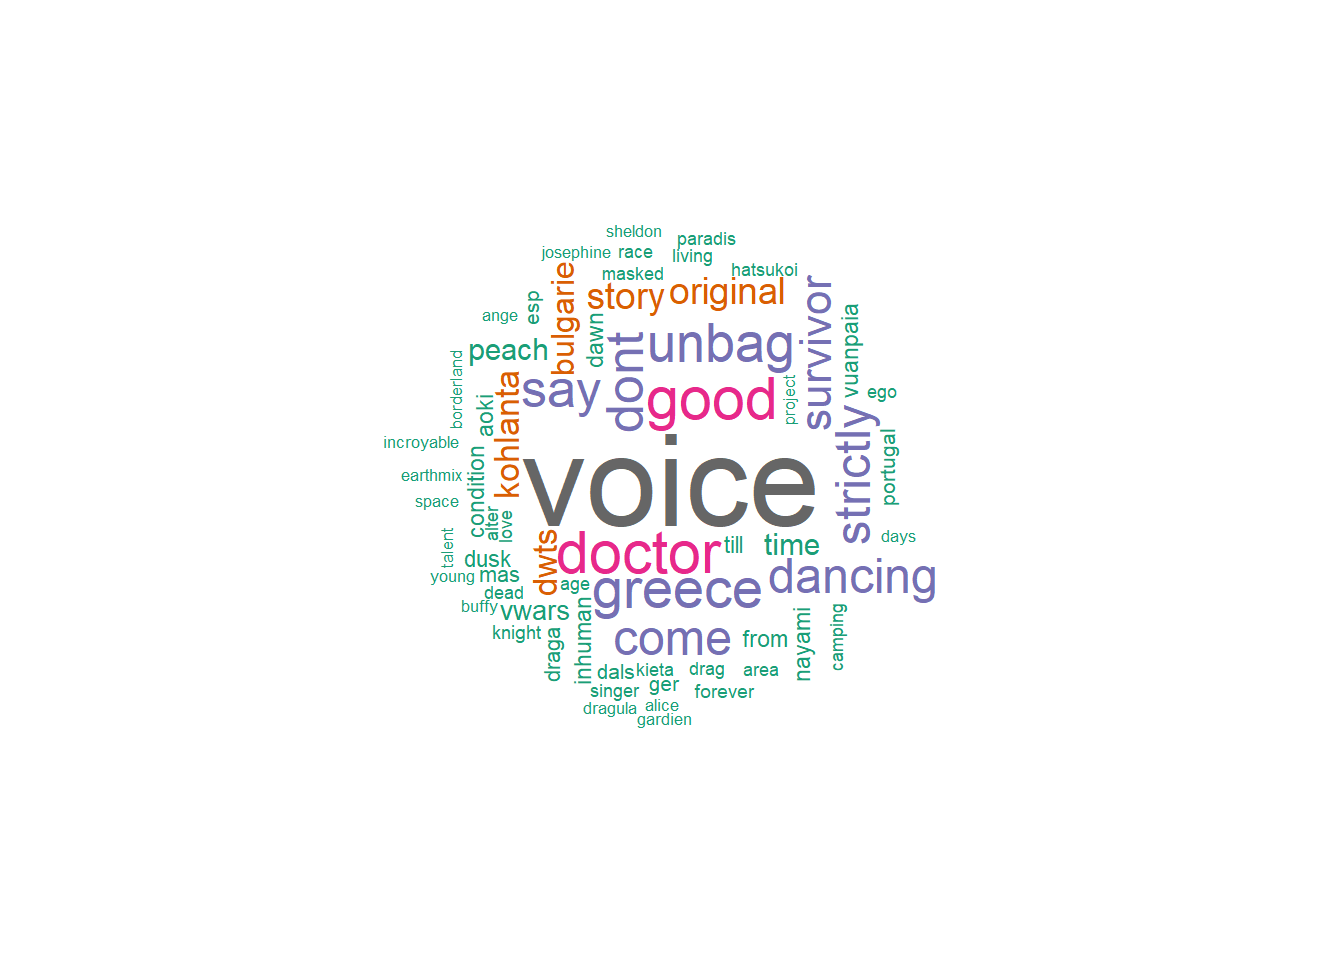 sheldon
paradis
josephine
race
living
masked
hatsukoi
bulgarie
story
original
survivor
esp
ange
dawn
vuanpaia
peach
dont
unbag
borderland
say
good
project
ego
kohlanta
aoki
strictly
portugal
incroyable
voice
condition
earthmix
space
alter
love
talent
dwts
doctor
till
time
days
dusk
young
mas
age
greece
dancing
dead
buffy
vwars
knight
draga
inhuman
come
from
nayami
camping
dals
kieta
drag
area
ger
singer
forever
dragula
alice
gardien